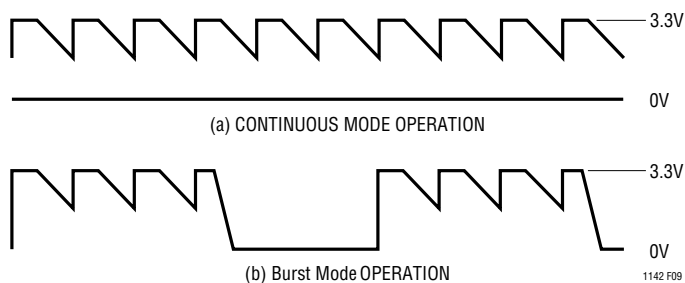 3.3V
0V
(a) CONTINUOUS MODE OPERATION
3.3V
0V
(b) Burst Mode OPERATION
1142 F09